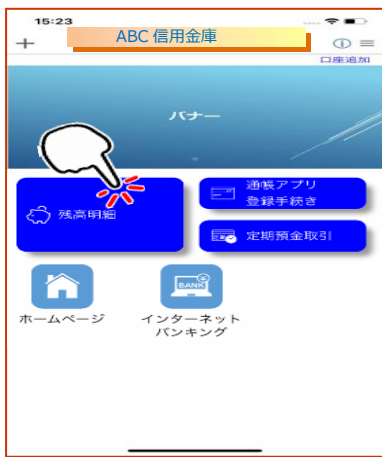 15:23
ABC 信用金庫
口座追加
バナー
通帳アプリ
登録手続き
残高明細
定期預金取引
BANK
ホームページ
インターネット
バンキング